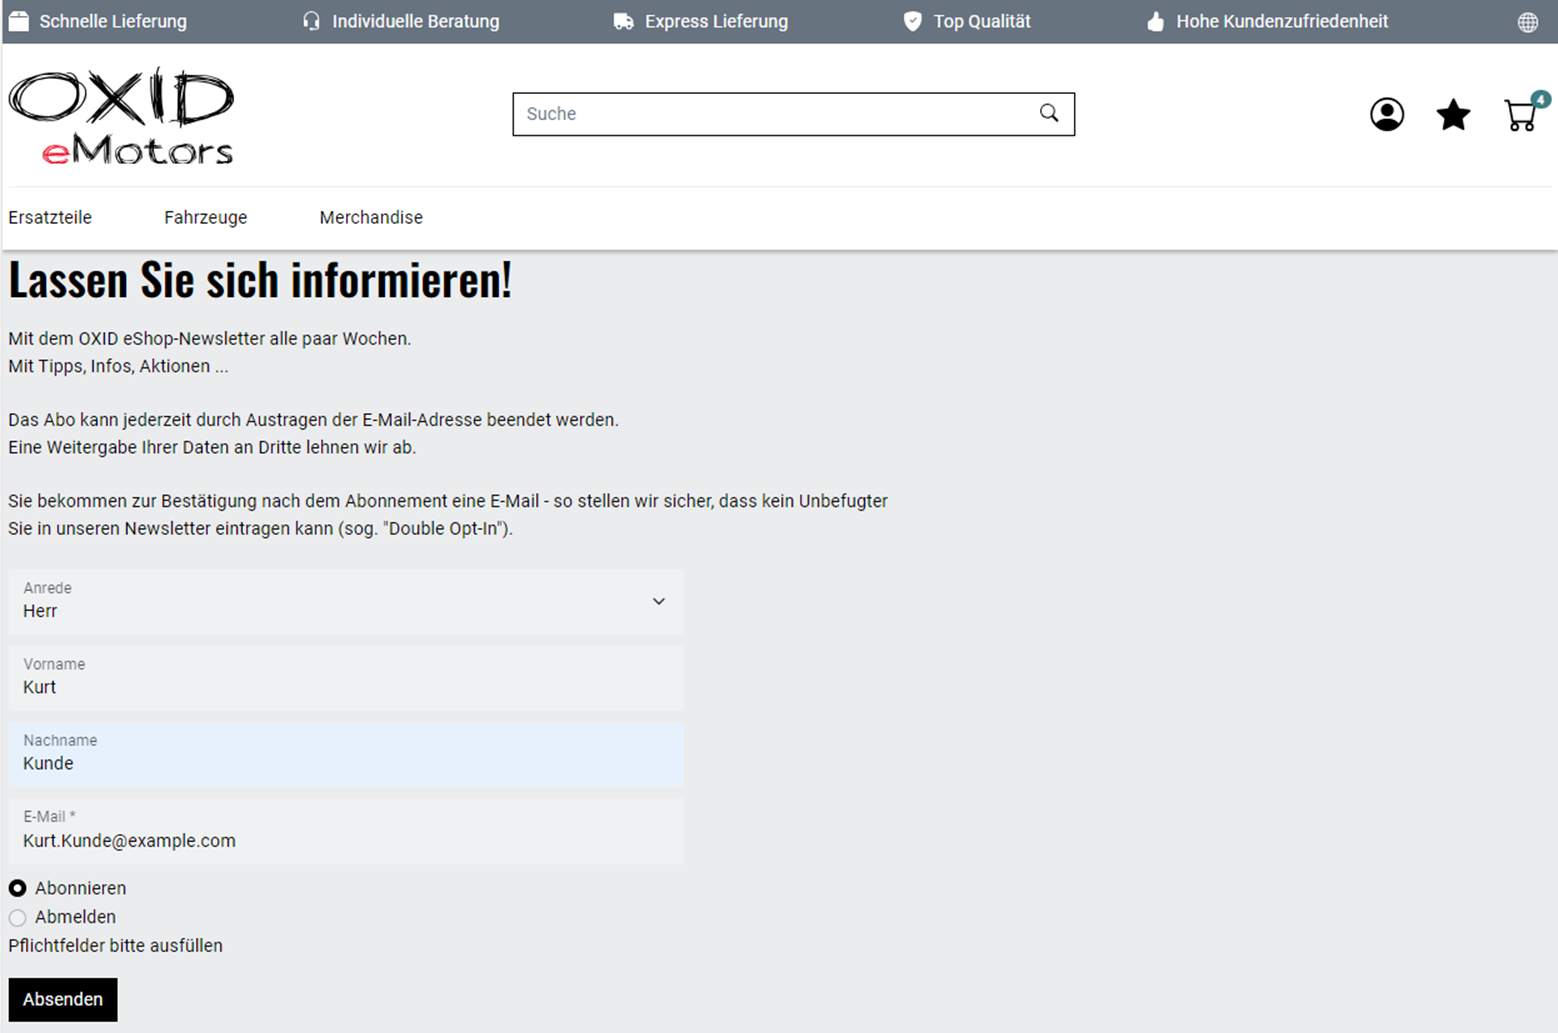 Schnelle Lieferung
Individuelle Beratung
Express Lieferung
Top Qualität
Hohe Kundenzufriedenheit
OXID
eMotors
Suche
4
Ersatzteile
Fahrzeuge
Merchandise
Lassen Sie sich informieren!
Mit dem OXID eShop-Newsletter alle paar Wochen.
Mit Tipps, Infos, Aktionen ...
Das Abo kann jederzeit durch Austragen der E-Mail-Adresse beendet werden.
Eine Weitergabe Ihrer Daten an Dritte lehnen wir ab.
Sie bekommen zur Bestätigung nach dem Abonnement eine E-Mail - so stellen wir sicher, dass kein Unbefugter
Sie in unseren Newsletter eintragen kann (sog. "Double Opt-In").
Anrede
Herr
Vorname
Kurt
Nachname
Kunde
E-Mail *
Kurt.Kunde@example.com
Abonnieren
Abmelden
Pflichtfelder bitte ausfüllen
Absenden